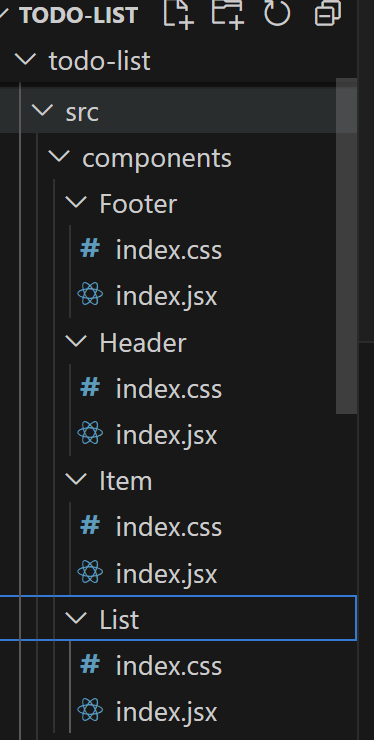 TODO-LIST
todo-list
src
components
Footer
# index.css
index.jsx
Header
# index.css
index.jsx
Item
# index.css
index.jsx
List
# index.css
index.jsx